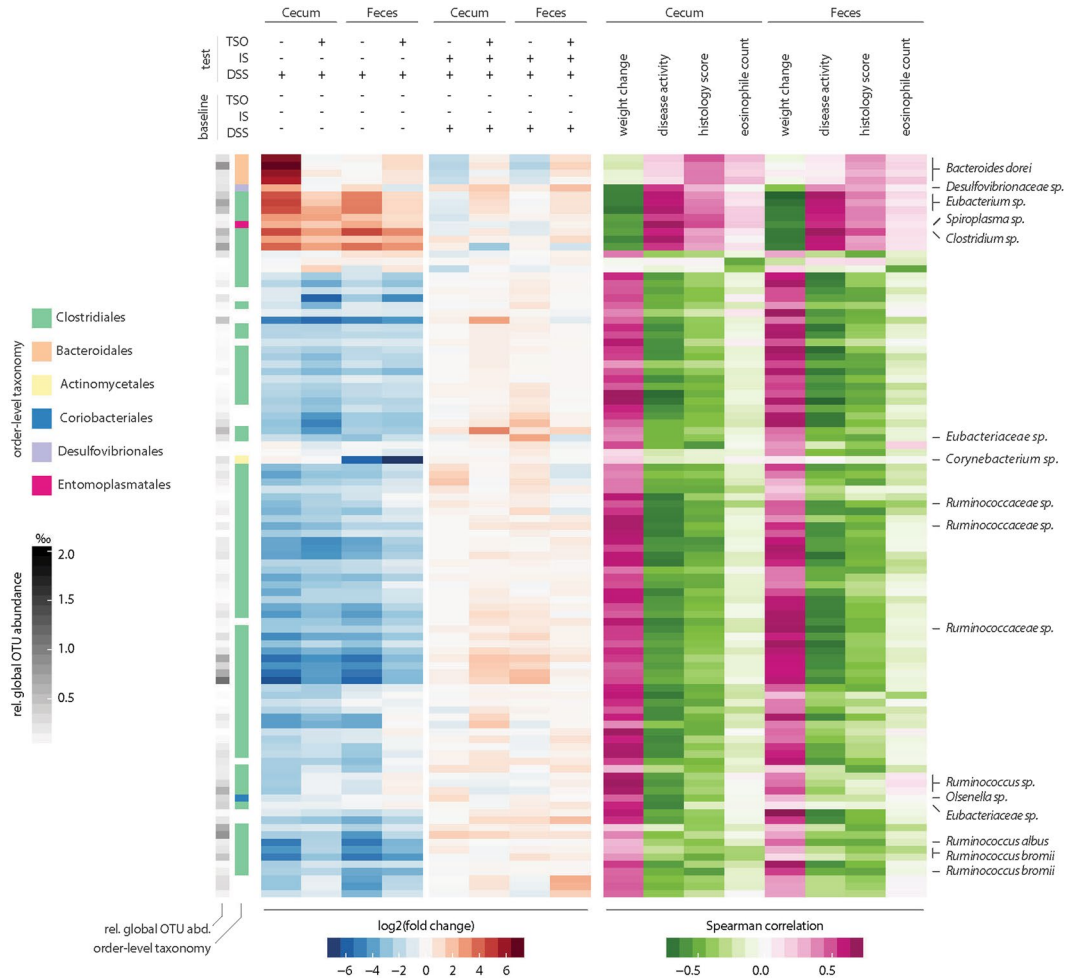 Cecum Feces Cecum Feces Cecum Feces
test
TSO - + - + - + - +
IS - - - - + + + +
DSS + + + + + + + +
baseline
TSO - - - - - - - -
IS - - - - - - - -
DSS - - - - + + + +
weight change
disease activity
histology score
eosinophile count
weight change
disease activity
histology score
eosinophile count
Bacteroides dorei
Desulfovibrionaceae sp.
Eubacterium sp.
Spiroplasma sp.
Clostridium sp.
order-level taxonomy
Clostridiales
Bacteroidales
Actinomycetales
Coriobacteriales
Desulfovibrionales
Entomoplasmatales
Eubacteriaceae sp.
Corynebacterium sp.
Ruminococcaceae sp.
Ruminococcaceae sp.
rel. global OTU abundance
‰
2.0
1.5
1.0
0.5
Ruminococcaceae sp.
Ruminococcus sp.
Olsenella sp.
Eubacteriaceae sp.
Ruminococcus albus
Ruminococcus bromii
Ruminococcus bromii
rel. global OTU abd.
order-level taxonomy
log2(fold change)
−6 −4 −2 0 2 4 6
Spearman correlation
−0.5 0.0 0.5